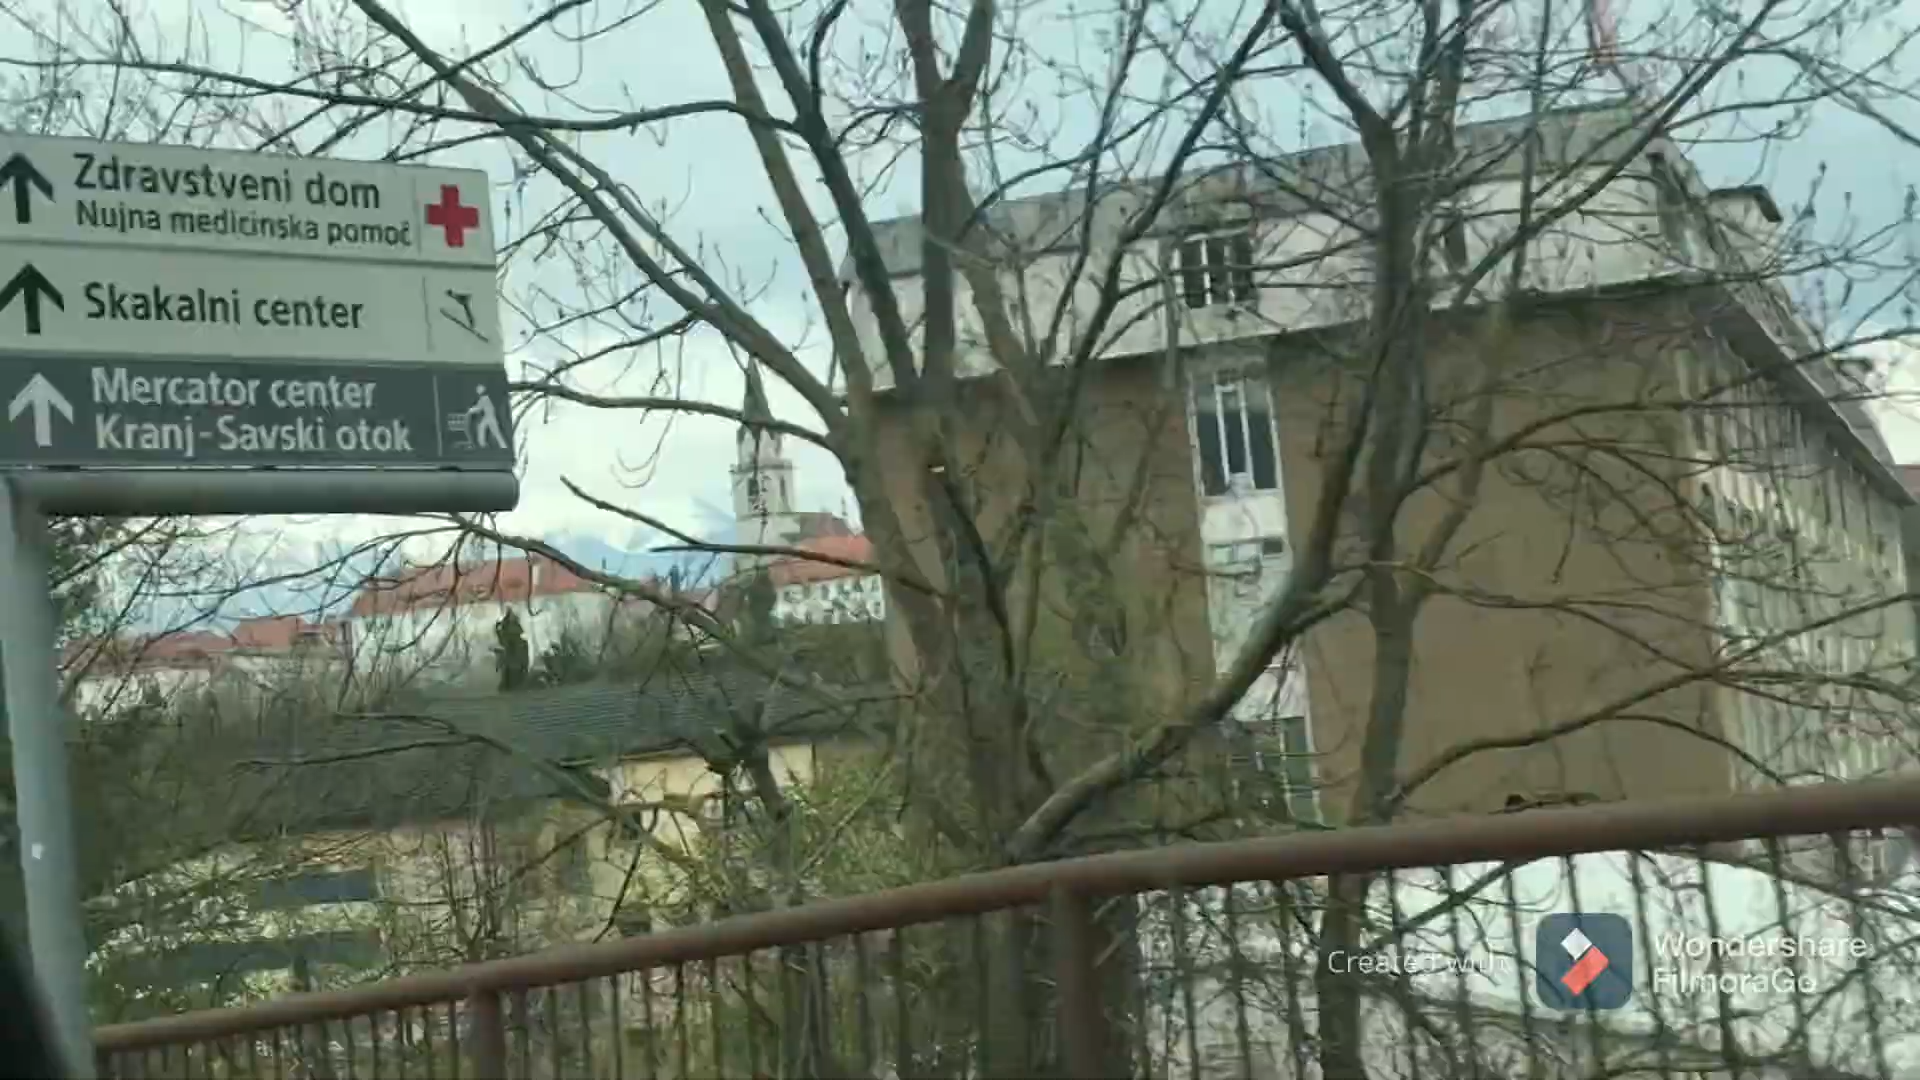 Zdravstveni dom
Nujna medicinska pomoč
Skakalni center
Mercator center
Kranj-Savski otok
Created with
Wondershare
FilmoraGo